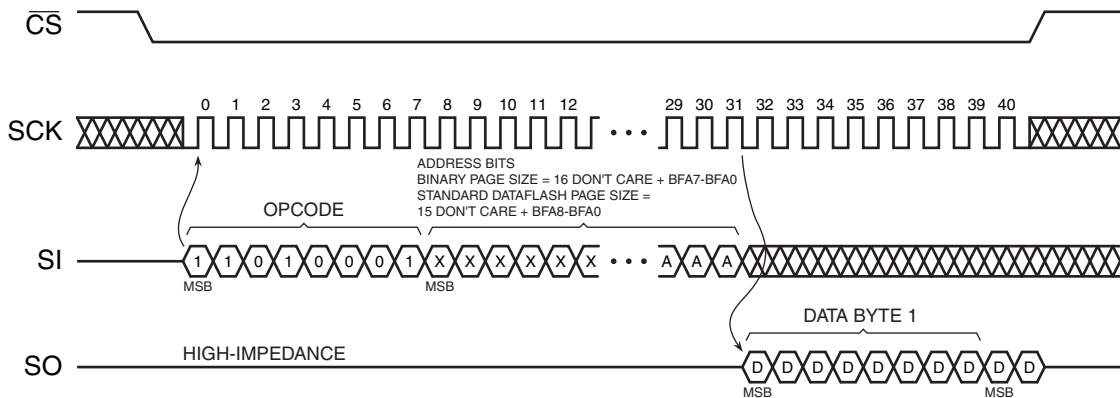 CS
SCK
0 1 2 3 4 5 6 7 8 9 10 11 12 29 30 31 32 33 34 35 36 37 38 39 40
ADDRESS BITS
BINARY PAGE SIZE = 16 DON'T CARE + BFA7-BFA0
STANDARD DATAFLASH PAGE SIZE =
15 DON'T CARE + BFA8-BFA0
OPCODE
SI
1 1 0 1 0 0 0 1 X X X X X X • • • A A A
MSB MSB
DATA BYTE 1
SO
HIGH-IMPEDANCE
D D D D D D D D D D
MSB MSB